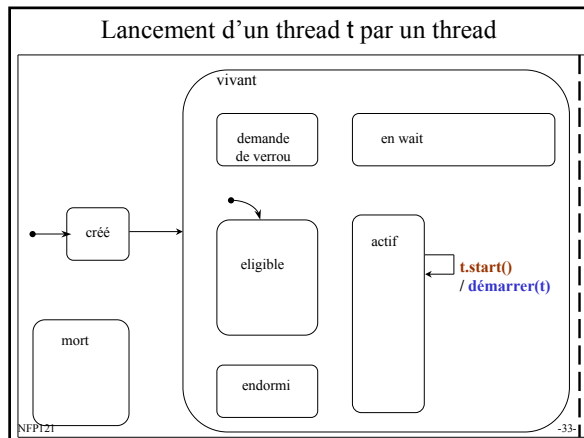 Lancement d'un thread t par un thread
vivant
demande
de verrou
en wait
créé
eligible
actif
t.start()
/ démarrer(t)
mort
endormi
NFP121
-33-